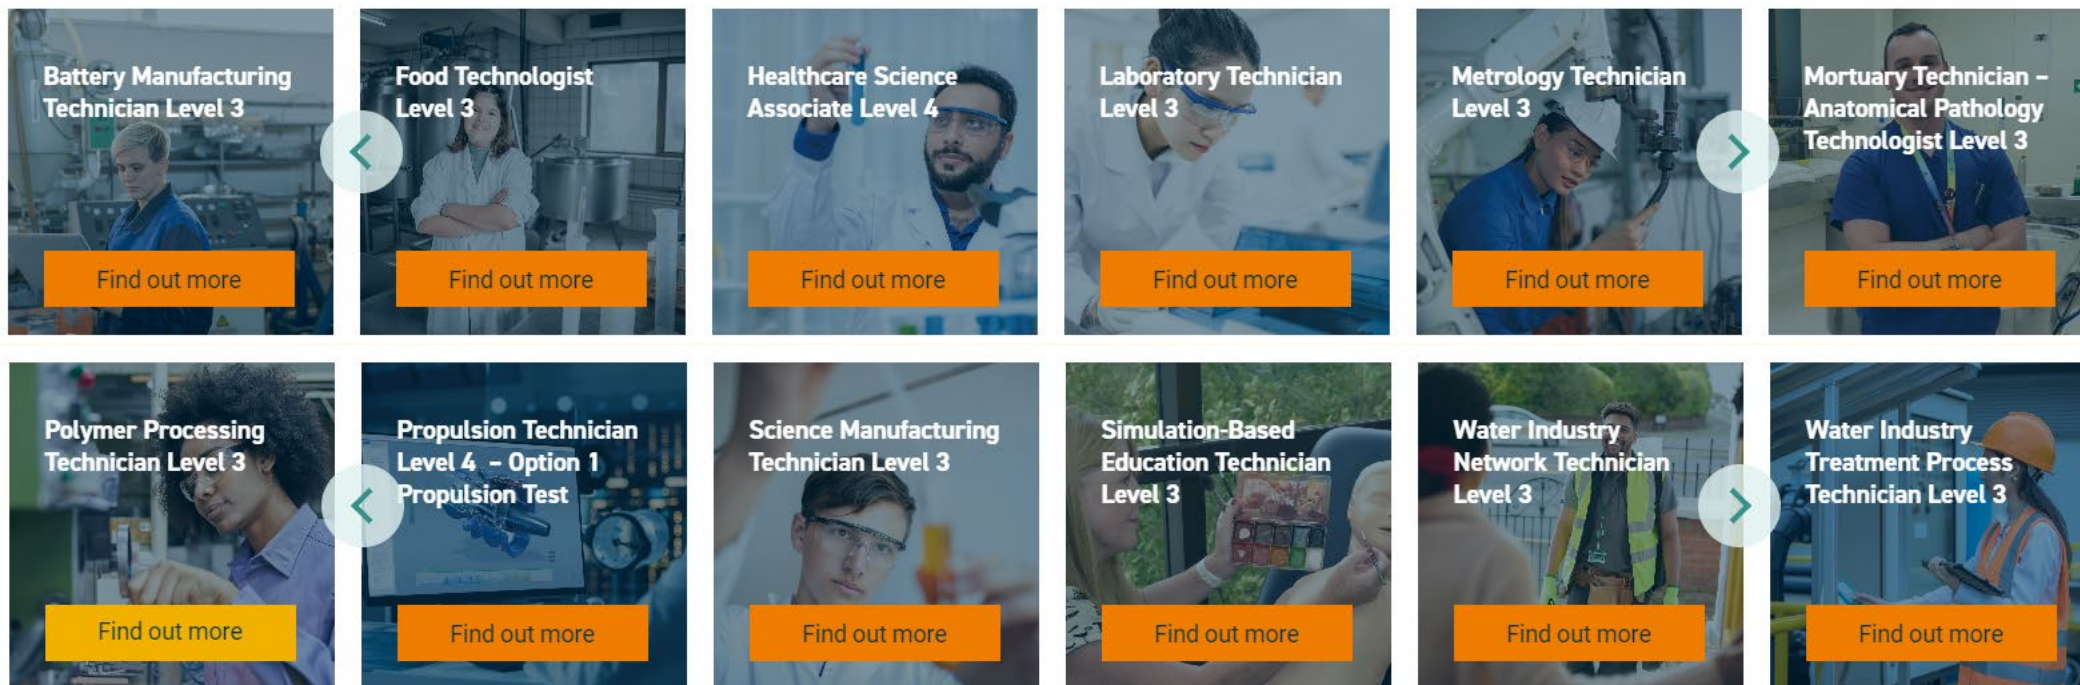 Battery Manufacturing
Technician Level 3
Find out more
Food Technologist
Level 3
Find out more
Healthcare Science
Associate Level 4
Find out more
Laboratory Technician
Level 3
Find out more
Metrology Technician
Level 3
Find out more
Mortuary Technician –
Anatomical Pathology
Technologist Level 3
Find out more
Polymer Processing
Technician Level 3
Find out more
Propulsion Technician
Level 4 – Option 1
Propulsion Test
Find out more
Science Manufacturing
Technician Level 3
Find out more
Simulation-Based
Education Technician
Level 3
Find out more
Water Industry
Network Technician
Level 3
Find out more
Water Industry
Treatment Process
Technician Level 3
Find out more